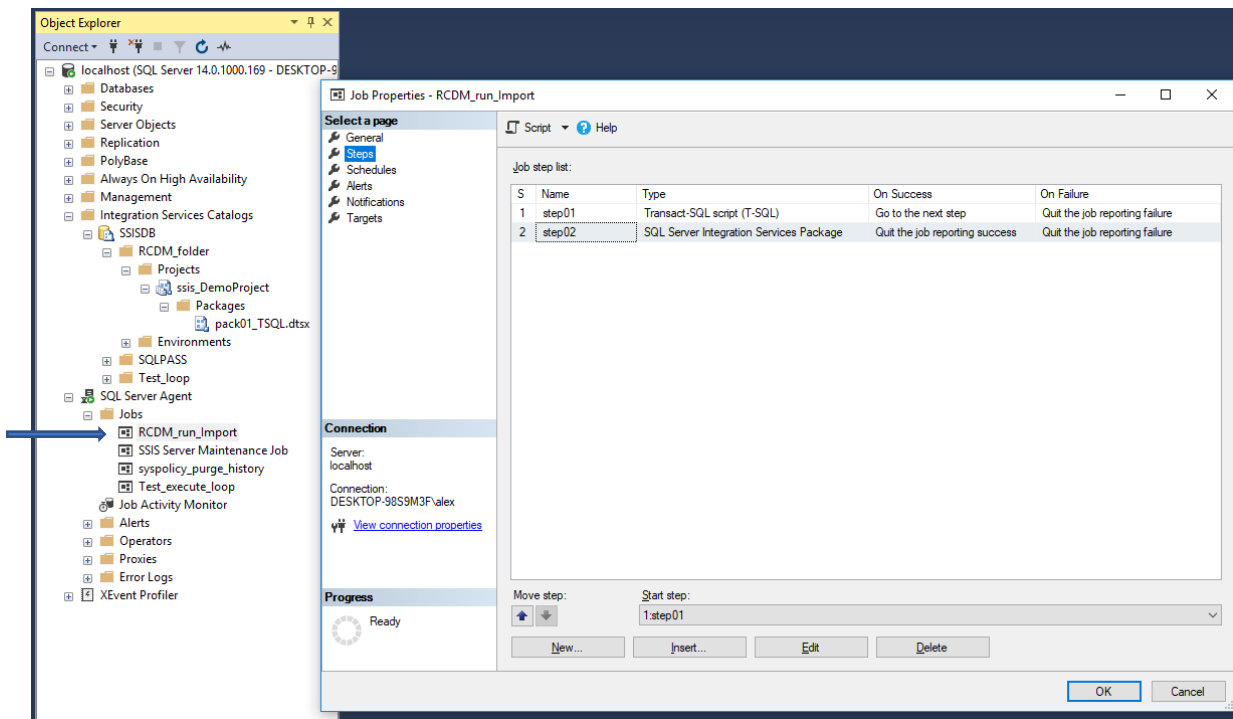 Object Explorer
Connect
localhost (SQL Server 14.0.1000.169 - DESKTOP-9
Databases
Security
Server Objects
Replication
PolyBase
Always On High Availability
Management
Integration Services Catalogs
SSISDB
RCDM_folder
Projects
ssis_DemoProject
Packages
pack01_TSQL.dtsx
Environments
SQLPASS
Test_loop
SQL Server Agent
Jobs
RCDM_run_Import
SSIS Server Maintenance Job
syspolicy_purge_history
Test_execute_loop
Job Activity Monitor
Alerts
Operators
Proxies
Error Logs
XEvent Profiler
Job Properties - RCDM_run_Import
Select a page
General
Steps
Schedules
Alerts
Notifications
Targets
Connection
Server:
localhost
Connection:
DESKTOP-98S9M3F\alex
View connection properties
Progress
Ready
Script Help
Job step list:
S Name Type On Success On Failure
1 step01 Transact-SQL script (T-SQL) Go to the next step Quit the job reporting failure
2 step02 SQL Server Integration Services Package Quit the job reporting success Quit the job reporting failure
Move step: Start step:
1:step01
New... Insert... Edit Delete
OK Cancel